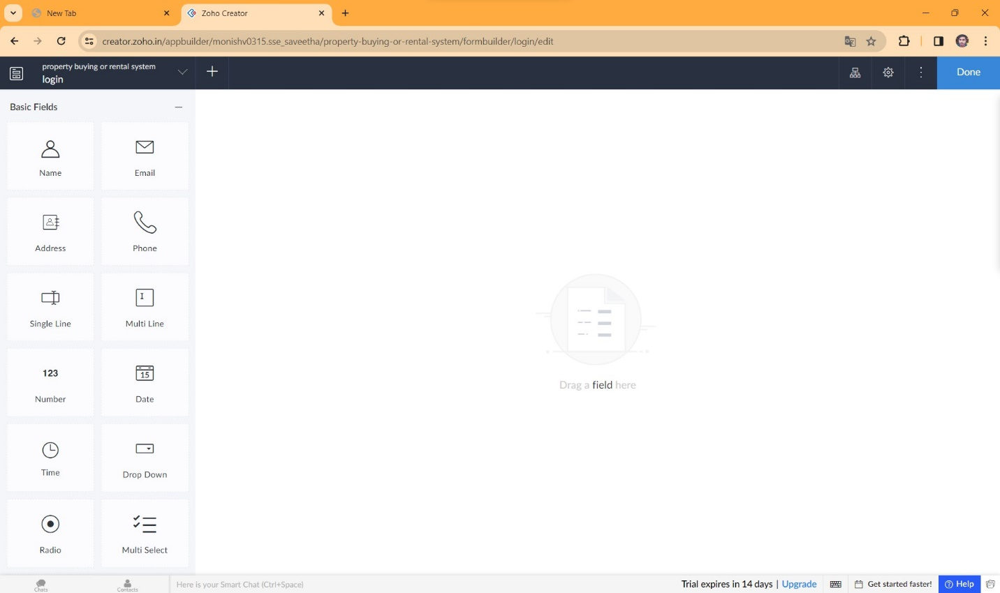 New Tab
Zoho Creator
creator.zoho.in/appbuilder/monishv0315.sse_saveetha/property-buying-or-rental-system/formbuilder/login/edit
property buying or rental system
login
Done
Basic Fields
Name
Email
Address
Phone
Single Line
Multi Line
123
Number
15
Date
Time
Drop Down
Radio
Multi Select
Drag a field here
Chats
Contacts
Here is your Smart Chat (Ctrl+Space)
Trial expires in 14 days | Upgrade
Get started faster!
Help